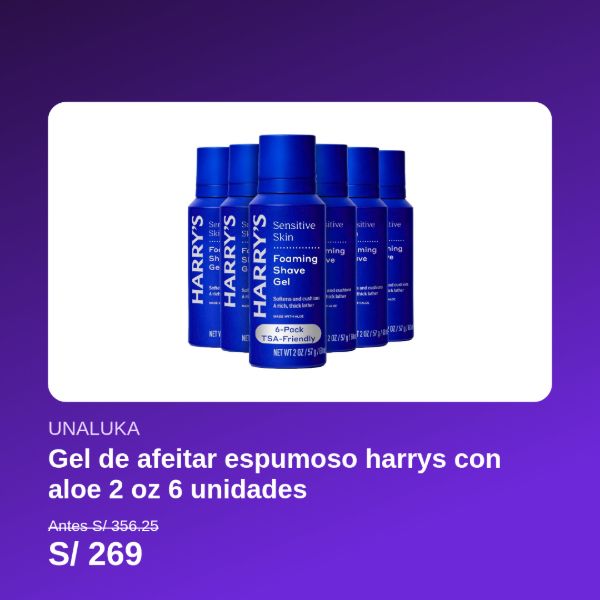 HARRY'S
HARRY'S
HARRY'S
Sensitive
Skin
Foaming
Shave
Gel
Softens and cushions
A rich, thick lather
MADE WITH ALOE
6-Pack
TSA-Friendly
NET WT 2 OZ / 57 g
UNALUKA
Gel de afeitar espumoso harrys con
aloe 2 oz 6 unidades
Antes S/ 356.25
S/ 269